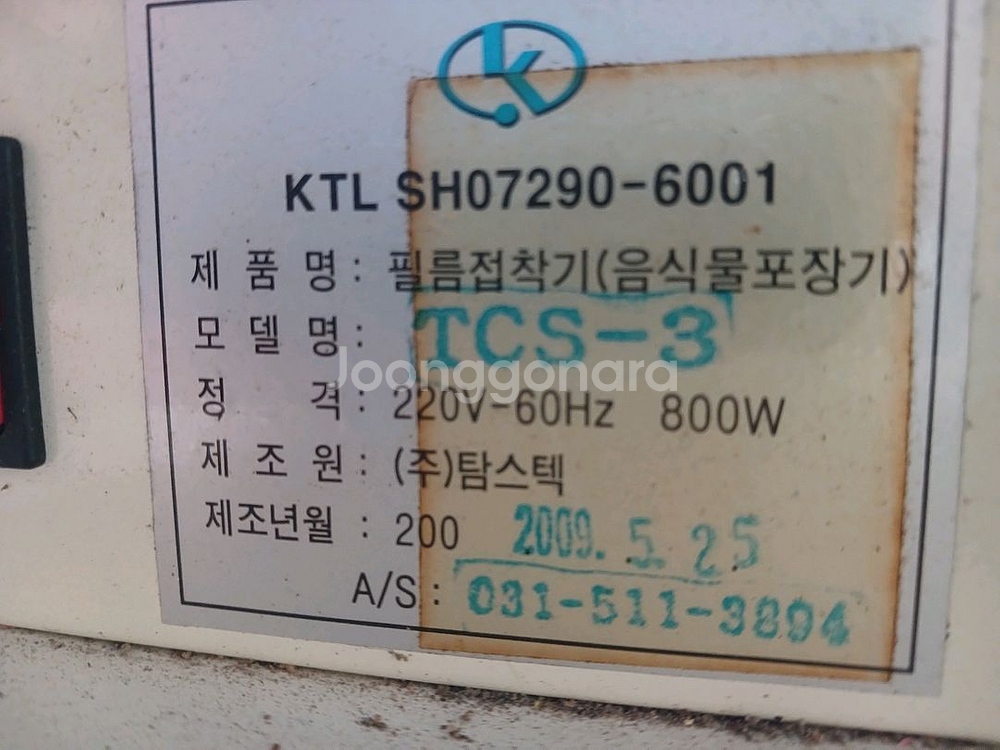 KTL SH07290-6001
제 품 명 : 필름접착기(음식물포장기)
모 델 명 : TCS-3
Joonggonara
정 격 : 220V-60Hz 800W
제 조 원 : (주)탐스텍
제조년월 : 200 2009. 5. 25
A/S : 031-511-3894